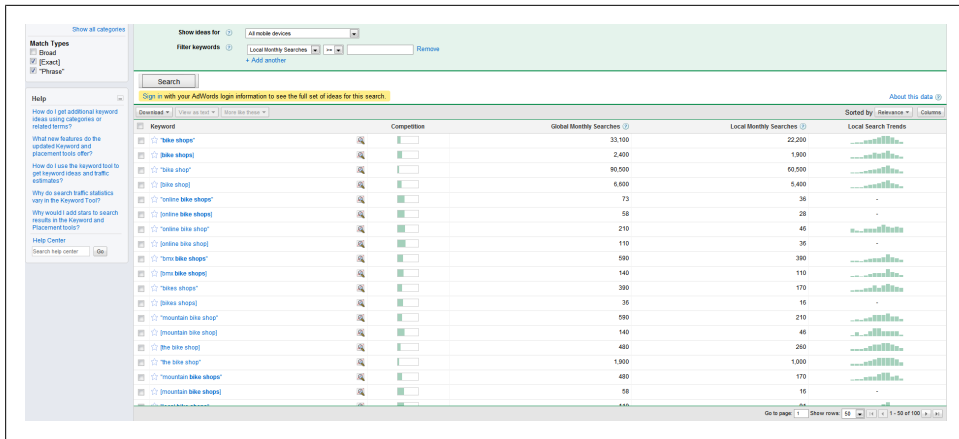 Show all categories
Match Types
Broad
[Exact]
"Phrase"
Help
How do I get additional keyword
ideas using categories or
related terms?
What new features do the
updated Keyword and
placement tools offer?
How do I use the keyword tool to
get keyword ideas and traffic
estimates?
Why do search traffic statistics
vary in the Keyword Tool?
Why would I add stars to search
results in the Keyword and
Placement tools?
Help Center
Search help center Go
Show ideas for All mobile devices
Filter keywords Local Monthly Searches Remove
+ Add another
Search
Sign in with your AdWords login information to see the full set of ideas for this search.
About this data
Download View as text More like these Sorted by Relevance Columns
Keyword Competition Global Monthly Searches Local Monthly Searches Local Search Trends
"bike shops" 33,100 22,200
[bike shops] 2,400 1,900
"bike shop" 90,500 60,500
[bike shop] 6,600 5,400
"online bike shops" 73 36 -
[online bike shops] 58 28 -
"online bike shop" 210 46
[online bike shop] 110 36 -
"bmx bike shops" 590 390
[bmx bike shops] 140 110
"bikes shops" 390 170
[bikes shops] 36 16 -
"mountain bike shop" 590 210
[mountain bike shop] 140 46
[the bike shop] 480 260
"the bike shop" 1,900 1,000
"mountain bike shops" 480 170
[mountain bike shops] 58 16 -
Go to page: 1 Show rows: 50 1 - 50 of 100